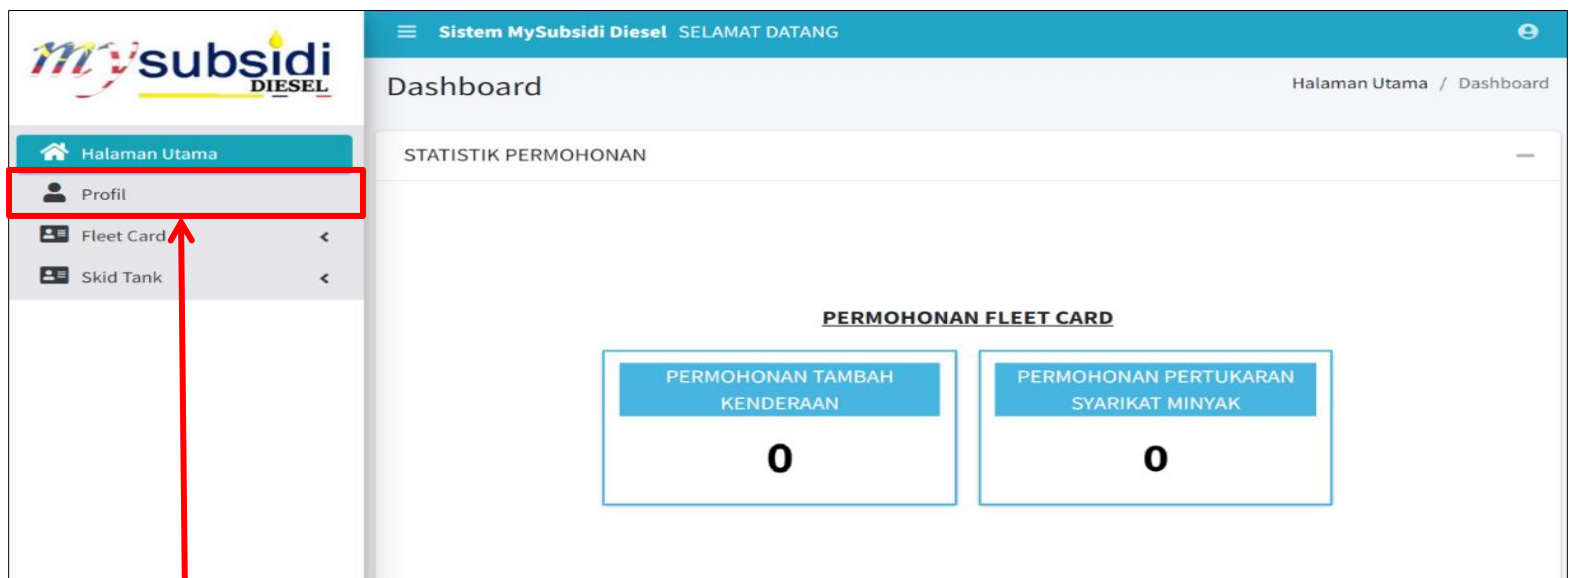 mysubsidi
DIESEL
Sistem MySubsidi Diesel SELAMAT DATANG
Dashboard
Halaman Utama / Dashboard
Halaman Utama
Profil
Fleet Card
Skid Tank
STATISTIK PERMOHONAN
PERMOHONAN FLEET CARD
PERMOHONAN TAMBAH
KENDERAAN
0
PERMOHONAN PERTUKARAN
SYARIKAT MINYAK
0